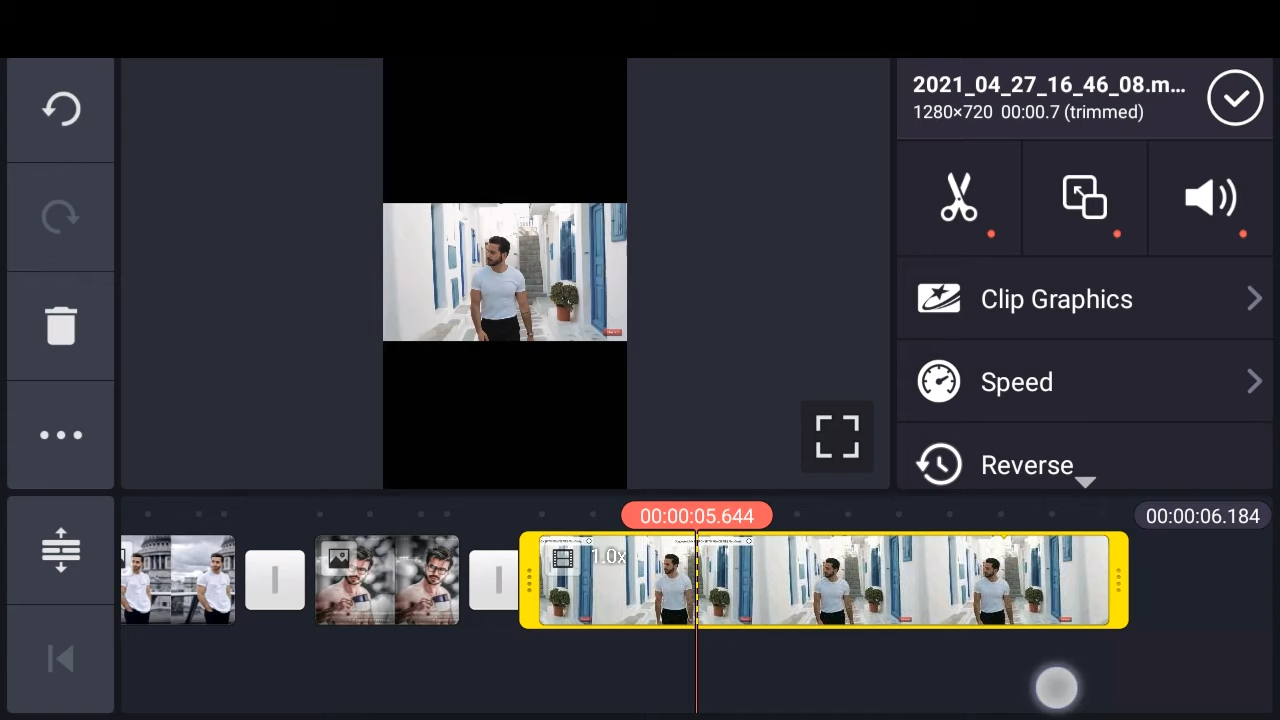 2021_04_27_16_46_08.m...
1280×720 00:00.7 (trimmed)
Clip Graphics
Speed
Reverse
00:00:05.644
00:00:06.184
1.0x